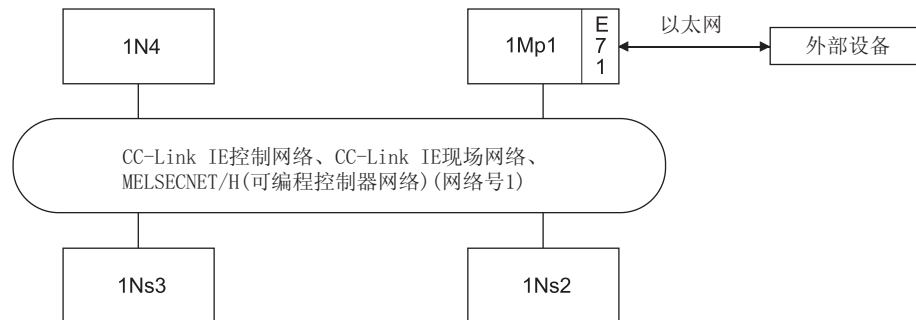 1N4
1Mp1
E
7
1
以太网
外部设备
CC-Link IE控制网络、CC-Link IE现场网络、
MELSECNET/H(可编程控制器网络)(网络号1)
1Ns3
1Ns2